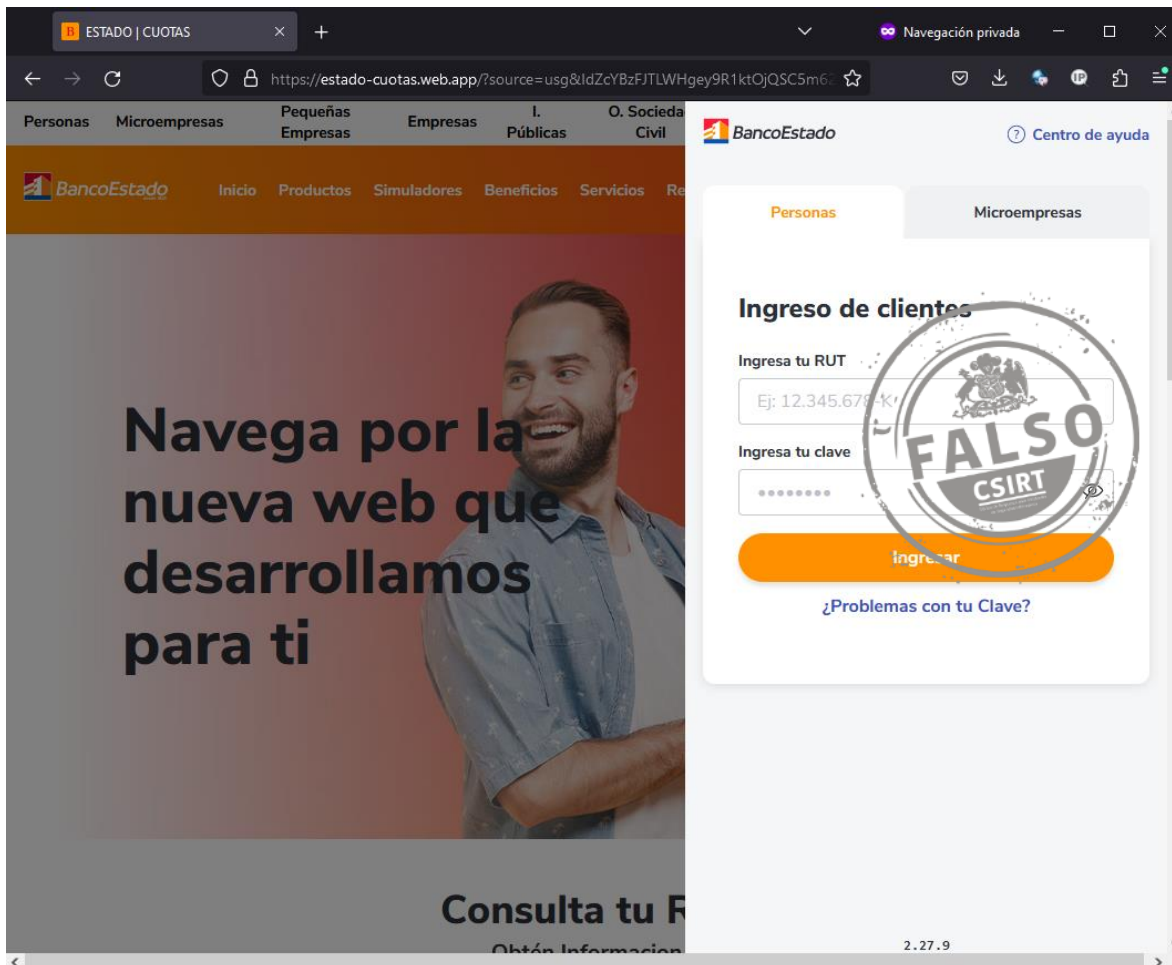 B ESTADO | CUOTAS
Navegación privada
https://estado-cuotas.web.app/?source=usg&IdZcYBzFJTLWHgey9R1ktOjQSC5m6
Personas
Microempresas
Pequeñas
Empresas
Empresas
I.
Públicas
O. Socieda
Civil
BancoEstado
Inicio
Productos
Simuladores
Beneficios
Servicios
Re
Navega por la
nueva web que
desarrollamos
para ti
Consulta tu R
Obtén Informacion
BancoEstado
? Centro de ayuda
Personas
Microempresas
Ingreso de clientes
Ingresa tu RUT
Ej: 12.345.678-K
Ingresa tu clave
FALSO
CSIRT
Ingresar
¿Problemas con tu Clave?
2.27.9